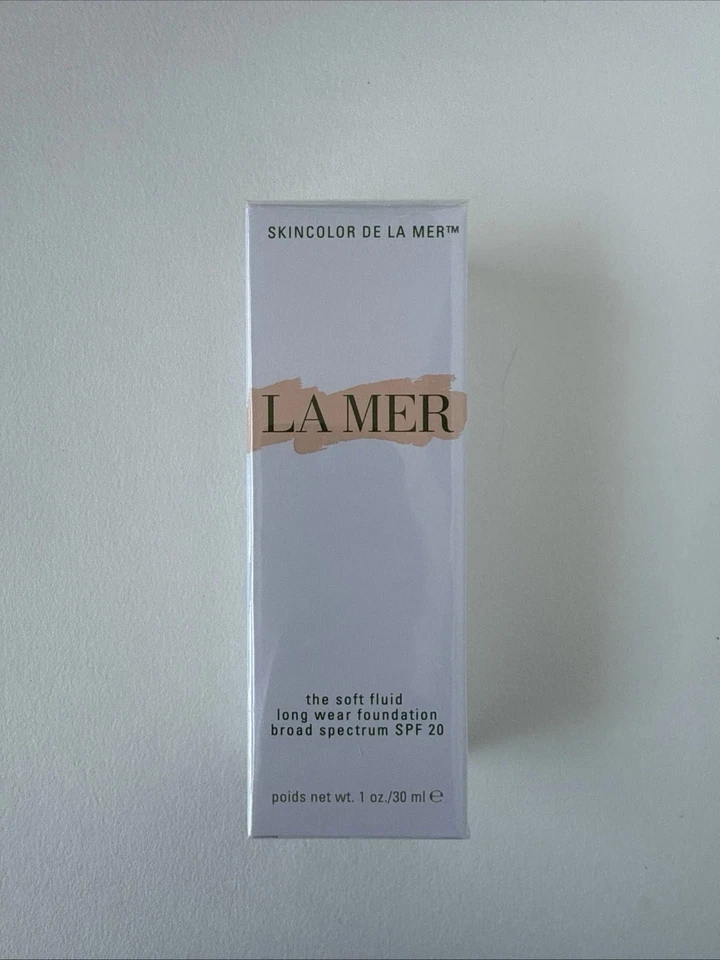 SKINCOLOR DE LA MER™
LA MER
the soft fluid
long wear foundation
broad spectrum SPF 20
poids net wt. 1 oz./30 ml ℮